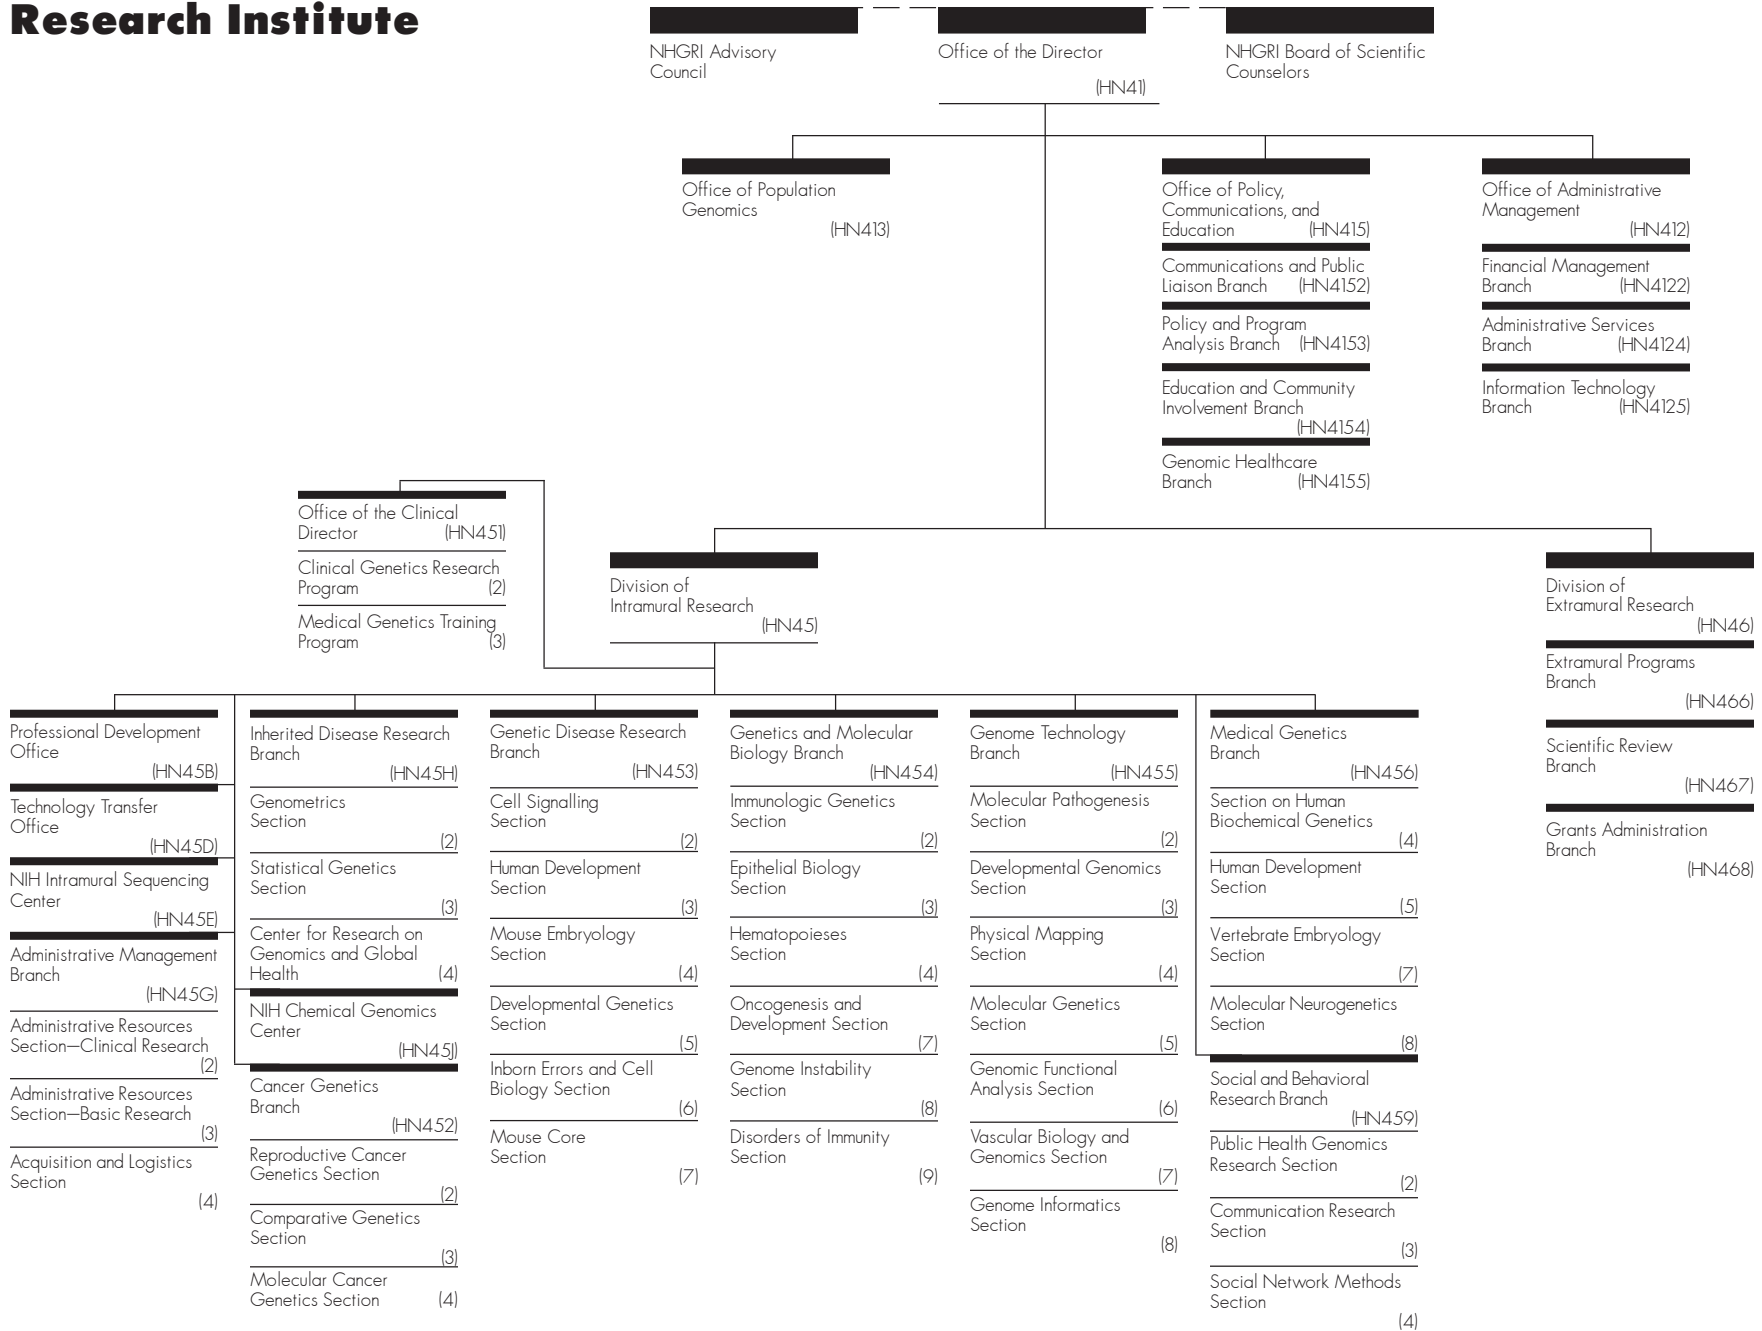 Research Institute
NHGRI Advisory
Council
Office of the Director
(HN41)
NHGRI Board of Scientific
Counselors
Office of Population
Genomics
(HN413)
Office of Policy,
Communications, and
Education (HN415)
Communications and Public
Liaison Branch (HN4152)
Policy and Program
Analysis Branch (HN4153)
Education and Community
Involvement Branch
(HN4154)
Genomic Healthcare
Branch (HN4155)
Office of Administrative
Management
(HN412)
Financial Management
Branch (HN4122)
Administrative Services
Branch (HN4124)
Information Technology
Branch (HN4125)
Office of the Clinical
Director (HN451)
Clinical Genetics Research
Program (2)
Medical Genetics Training
Program (3)
Division of
Intramural Research
(HN45)
Division of
Extramural Research
(HN46)
Extramural Programs
Branch
(HN466)
Scientific Review
Branch
(HN467)
Grants Administration
Branch
(HN468)
Professional Development
Office
(HN45B)
Technology Transfer
Office
(HN45D)
NIH Intramural Sequencing
Center
(HN45E)
Administrative Management
Branch
(HN45G)
Administrative Resources
Section—Clinical Research
(2)
Administrative Resources
Section—Basic Research
(3)
Acquisition and Logistics
Section
(4)
Inherited Disease Research
Branch
(HN45H)
Genometrics
Section
(2)
Statistical Genetics
Section
(3)
Center for Research on
Genomics and Global
Health (4)
NIH Chemical Genomics
Center
(HN45J)
Cancer Genetics
Branch
(HN452)
Reproductive Cancer
Genetics Section
(2)
Comparative Genetics
Section
(3)
Molecular Cancer
Genetics Section (4)
Genetic Disease Research
Branch
(HN453)
Cell Signalling
Section
(2)
Human Development
Section
(3)
Mouse Embryology
Section
(4)
Developmental Genetics
Section
(5)
Inborn Errors and Cell
Biology Section
(6)
Mouse Core
Section
(7)
Genetics and Molecular
Biology Branch
(HN454)
Immunologic Genetics
Section
(2)
Epithelial Biology
Section
(3)
Hematopoieses
Section
(4)
Oncogenesis and
Development Section
(7)
Genome Instability
Section
(8)
Disorders of Immunity
Section
(9)
Genome Technology
Branch
(HN455)
Molecular Pathogenesis
Section
(2)
Developmental Genomics
Section
(3)
Physical Mapping
Section
(4)
Molecular Genetics
Section
(5)
Genomic Functional
Analysis Section
(6)
Vascular Biology and
Genomics Section
(7)
Genome Informatics
Section
(8)
Medical Genetics
Branch
(HN456)
Section on Human
Biochemical Genetics
(4)
Human Development
Section
(5)
Vertebrate Embryology
Section
(7)
Molecular Neurogenetics
Section
(8)
Social and Behavioral
Research Branch
(HN459)
Public Health Genomics
Research Section
(2)
Communication Research
Section
(3)
Social Network Methods
Section
(4)